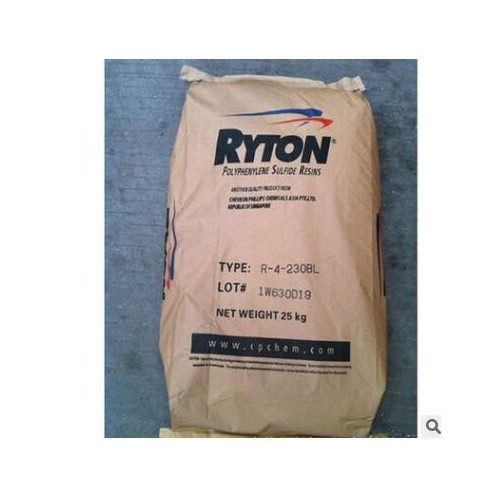 RYTON®
POLYPHENYLENE SULFIDE RESINS
ANOTHER QUALITY PRODUCT FROM
CHEVRON PHILLIPS CHEMICALS ASIA PTE. LTD.
REPUBLIC OF SINGAPORE
TYPE: R-4-230BL
LOT# 1W630D19
NET WEIGHT 25 kg
www.cpchem.com